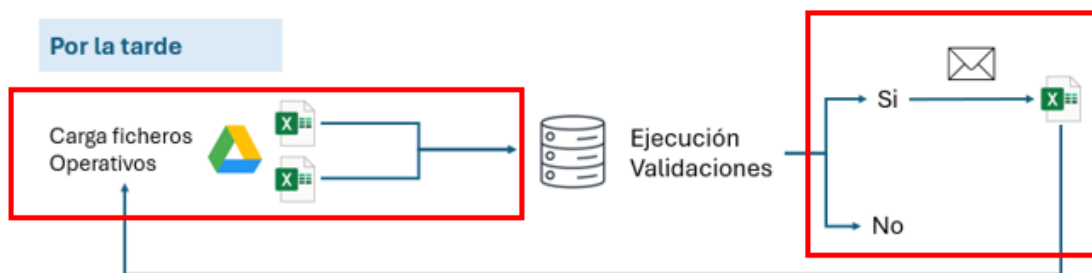 Por la tarde
Carga ficheros
Operativos
Ejecución
Validaciones
Si
No